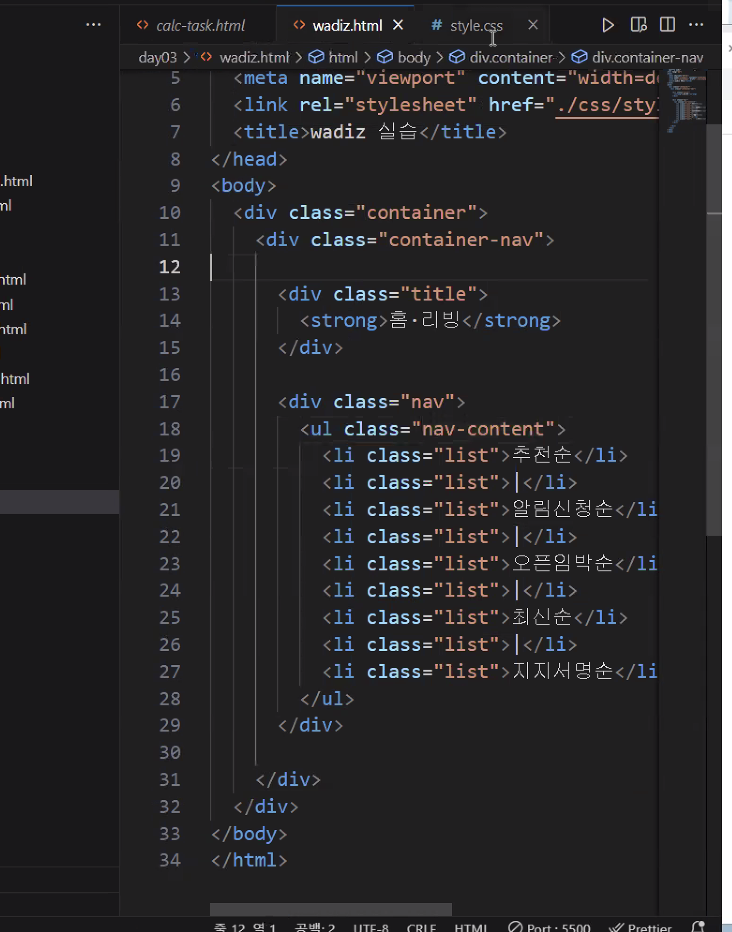 calc-task.html
wadiz.html
style.css
day03 > wadiz.html > html > body > div.container > div.container-nav
.html
ml
html
ml
html
html
ml
5 <meta name="viewport" content="width=de
6 <link rel="stylesheet" href="./css/styl
7 <title>wadiz 실습</title>
8 </head>
9 <body>
10 <div class="container">
11 <div class="container-nav">
12
13 <div class="title">
14 <strong>홈·리빙</strong>
15 </div>
16
17 <div class="nav">
18 <ul class="nav-content">
19 <li class="list">추천순</li>
20 <li class="list">|</li>
21 <li class="list">알림신청순</li
22 <li class="list">|</li>
23 <li class="list">오픈임박순</li
24 <li class="list">|</li>
25 <li class="list">최신순</li>
26 <li class="list">|</li>
27 <li class="list">지지서명순</li
28 </ul>
29 </div>
30
31 </div>
32 </div>
33 </body>
34 </html>
줄 12, 열 1 공백: 2 UTF-8 CRLF HTML Port : 5500 Prettier